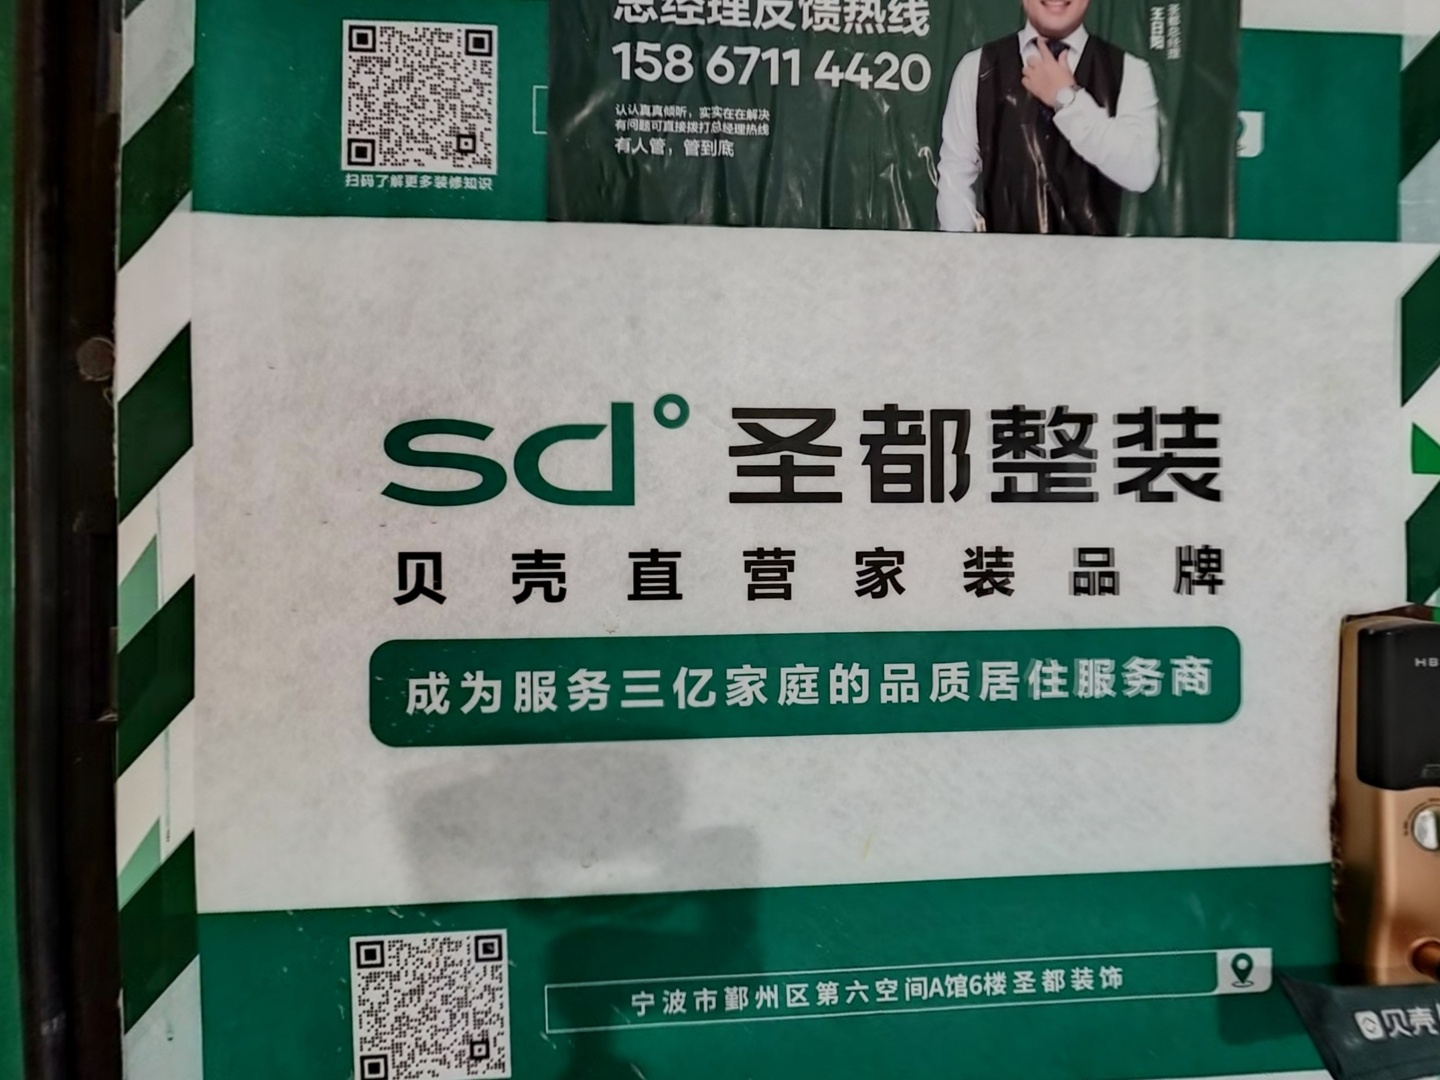 总经理反馈热线
158 6711 4420
认认真真倾听，实实在在解决
有问题可直接拨打总经理热线
有人管，管到底
圣都总经理
扫码了解更多装修知识
sd° 圣都整装
贝壳直营家装品牌
成为服务三亿家庭的品质居住服务商
宁波市鄞州区第六空间A馆6楼圣都装饰
贝壳